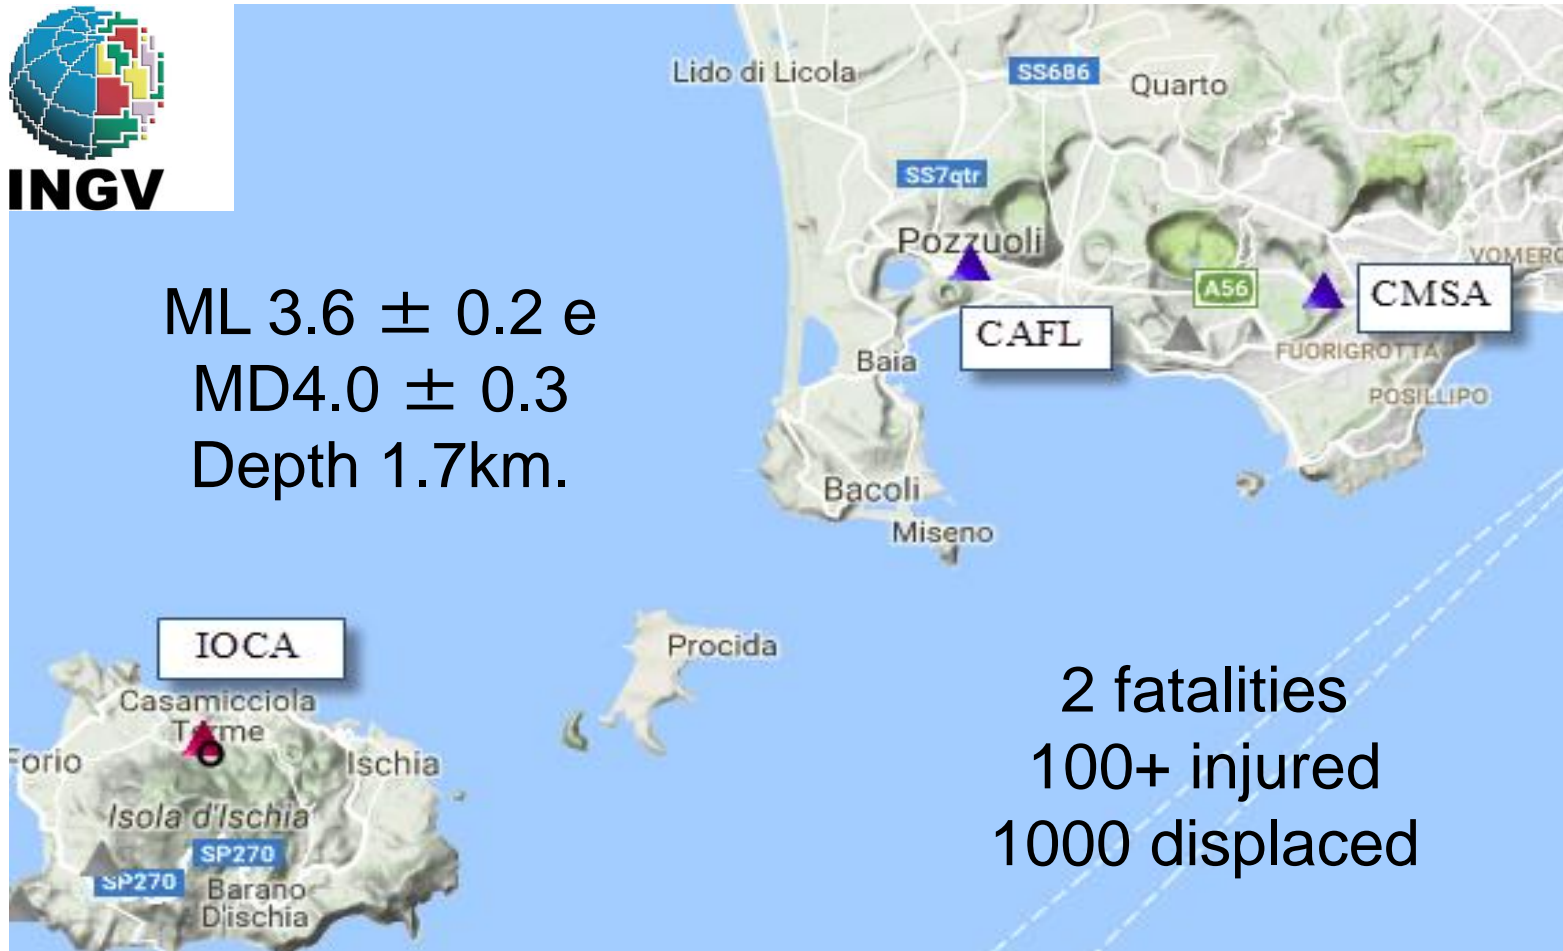 INGV
Lido di Licola
SS686
Quarto
SS7qtr
Pozzuoli
VOMERO
A56
CMSA
CAFL
FUORIGROTTA
Baia
POSILLIPO
ML 3.6 ± 0.2 e
MD4.0 ± 0.3
Depth 1.7km.
Bacoli
Miseno
IOCA
Procida
Casamicciola
Terme
Forio
Ischia
Isola d'Ischia
SP270
SP270
Barano
D'ischia
2 fatalities
100+ injured
1000 displaced